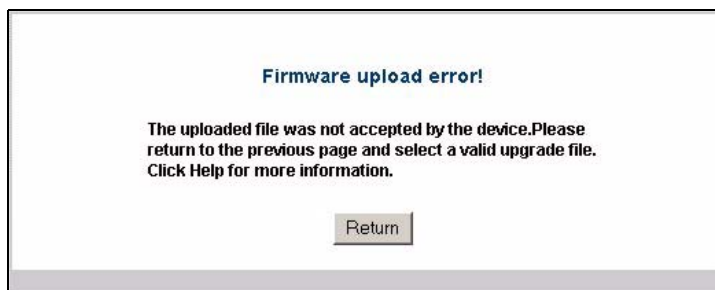 Firmware upload error!
The uploaded file was not accepted by the device.Please
return to the previous page and select a valid upgrade file.
Click Help for more information.
Return